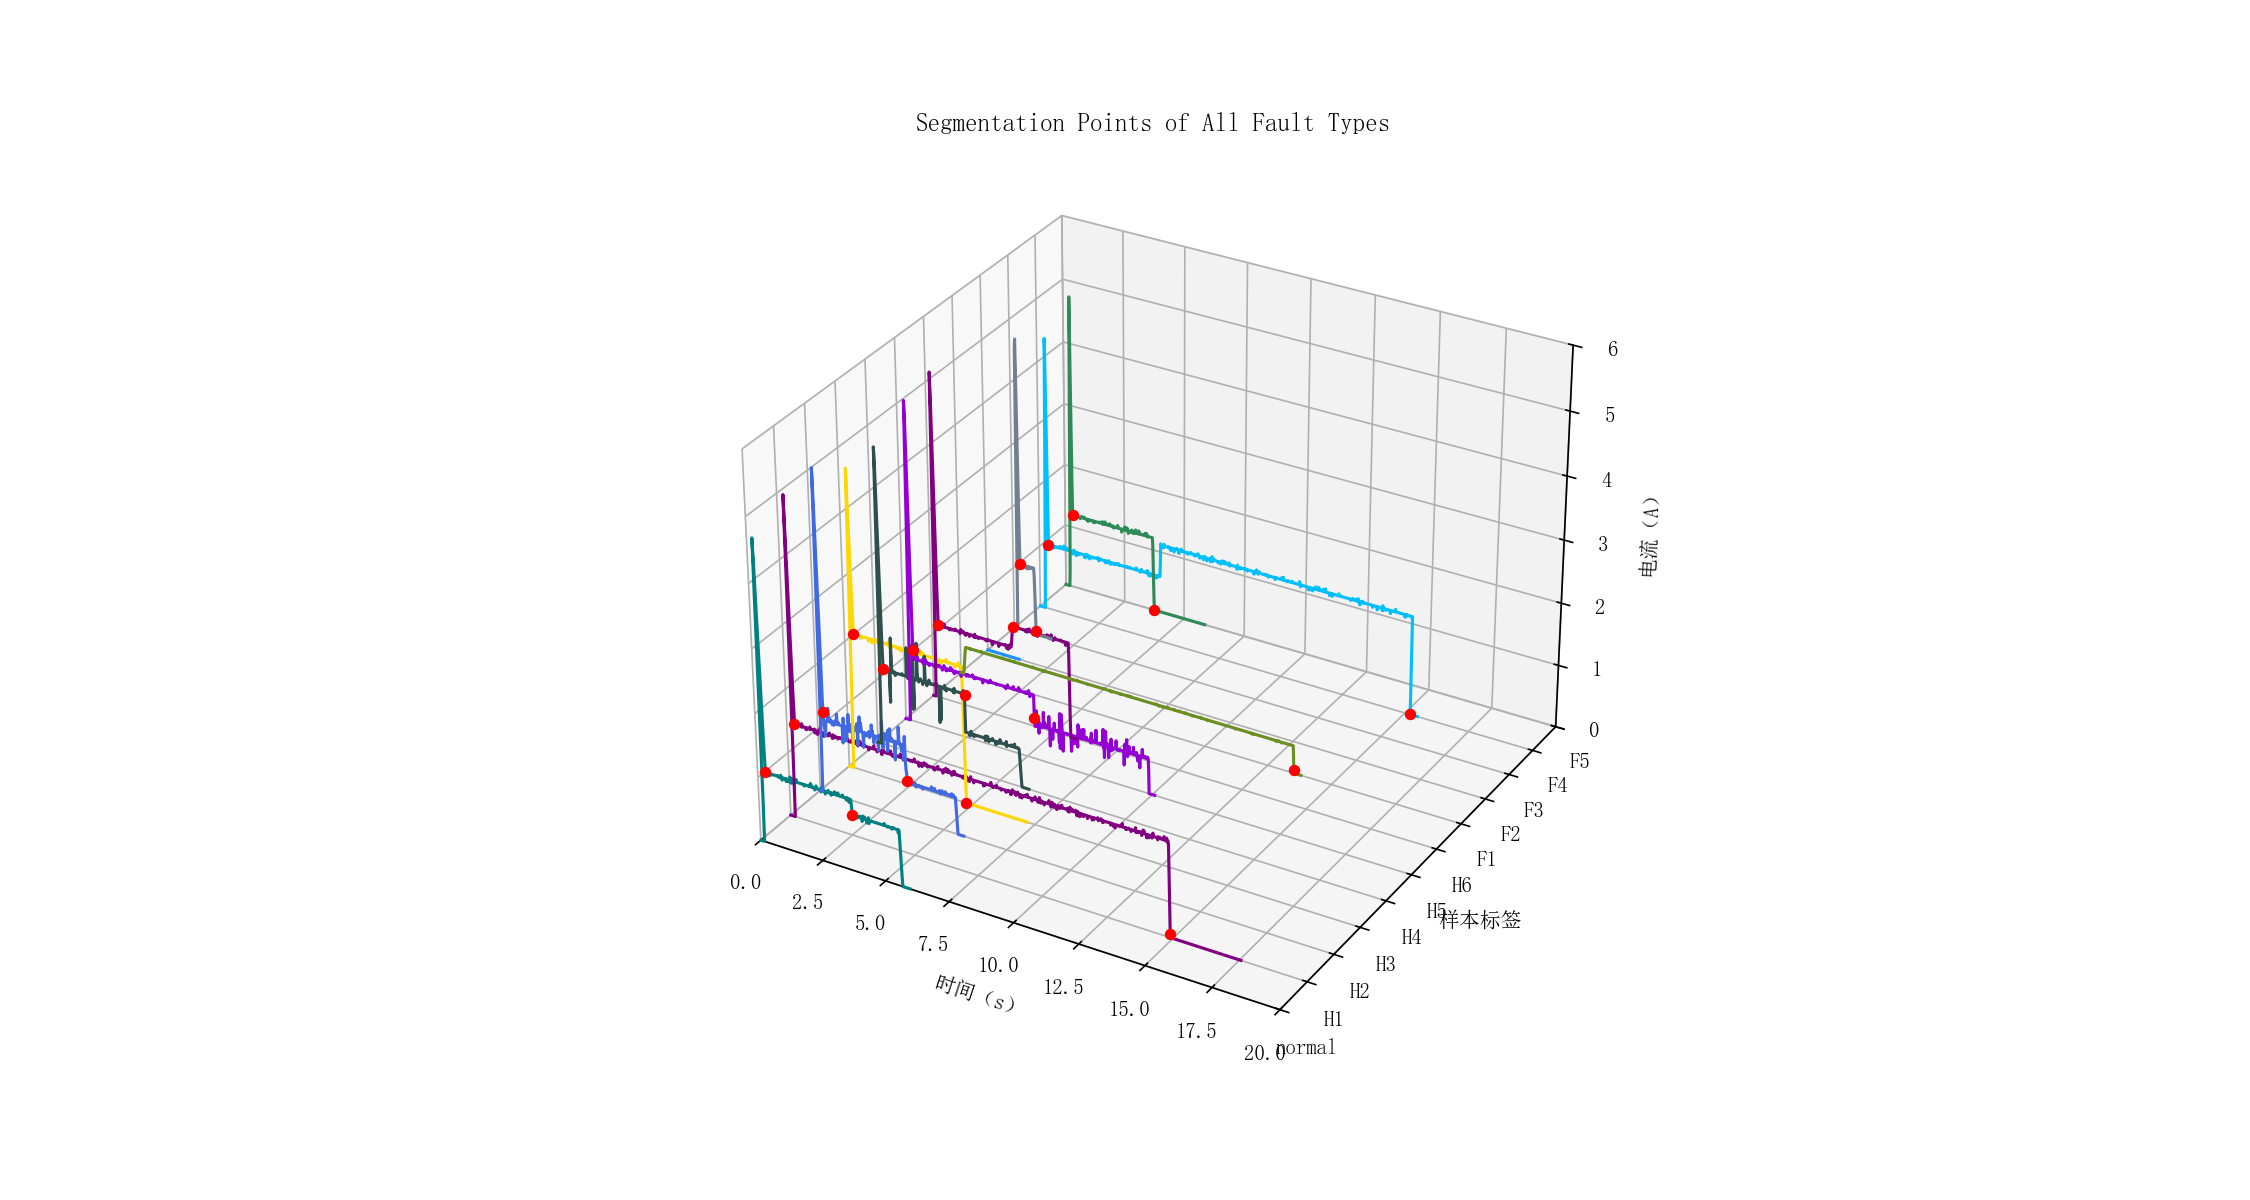 Segmentation Points of All Fault Types
6
5
4
3
2
1
0
电流（A）
F5
F4
F3
F2
F1
H6
H5
H4
H3
H2
H1
normal
样本标签
0.0
2.5
5.0
7.5
10.0
12.5
15.0
17.5
20.0
时间（s）